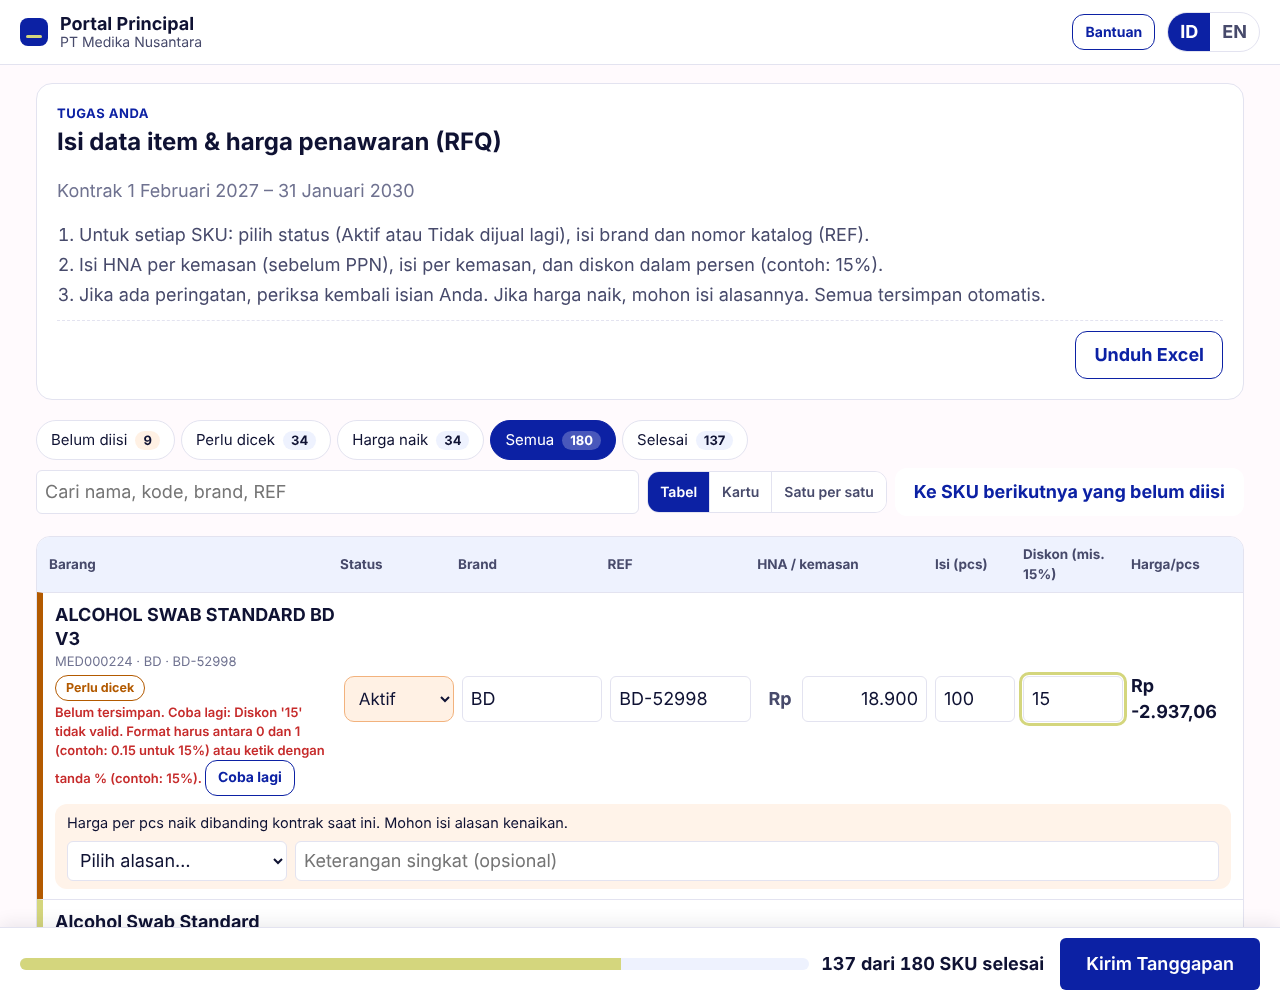 Portal Principal
PT Medika Nusantara
Bantuan
ID EN
TUGAS ANDA
Isi data item & harga penawaran (RFQ)
Kontrak 1 Februari 2027 – 31 Januari 2030
1. Untuk setiap SKU: pilih status (Aktif atau Tidak dijual lagi), isi brand dan nomor katalog (REF).
2. Isi HNA per kemasan (sebelum PPN), isi per kemasan, dan diskon dalam persen (contoh: 15%).
3. Jika ada peringatan, periksa kembali isian Anda. Jika harga naik, mohon isi alasannya. Semua tersimpan otomatis.
Unduh Excel
Belum diisi 9 Perlu dicek 34 Harga naik 34 Semua 180 Selesai 137
Cari nama, kode, brand, REF
Tabel Kartu Satu per satu
Ke SKU berikutnya yang belum diisi
Barang Status Brand REF HNA / kemasan Isi (pcs) Diskon (mis. 15%) Harga/pcs
ALCOHOL SWAB STANDARD BD
V3
MED000224 · BD · BD-52998
Perlu dicek
Belum tersimpan. Coba lagi: Diskon '15'
tidak valid. Format harus antara 0 dan 1
(contoh: 0.15 untuk 15%) atau ketik dengan
tanda % (contoh: 15%). Coba lagi
Aktif BD BD-52998 Rp 18.900 100 15 Rp
-2.937,06
Harga per pcs naik dibanding kontrak saat ini. Mohon isi alasan kenaikan.
Pilih alasan... Keterangan singkat (opsional)
Alcohol Swab Standard
137 dari 180 SKU selesai
Kirim Tanggapan